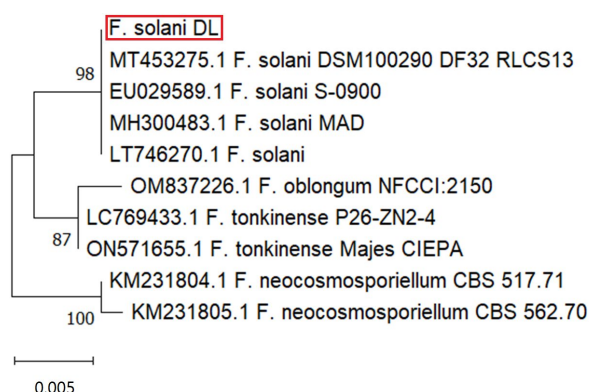 F. solani DL
MT453275.1 F. solani DSM100290 DF32 RLCS13
98
EU029589.1 F. solani S-0900
MH300483.1 F. solani MAD
LT746270.1 F. solani
OM837226.1 F. oblongum NFCCI:2150
LC769433.1 F. tonkinense P26-ZN2-4
87
ON571655.1 F. tonkinense Majes CIEPA
KM231804.1 F. neocosmosporiellum CBS 517.71
100
KM231805.1 F. neocosmosporiellum CBS 562.70
0.005